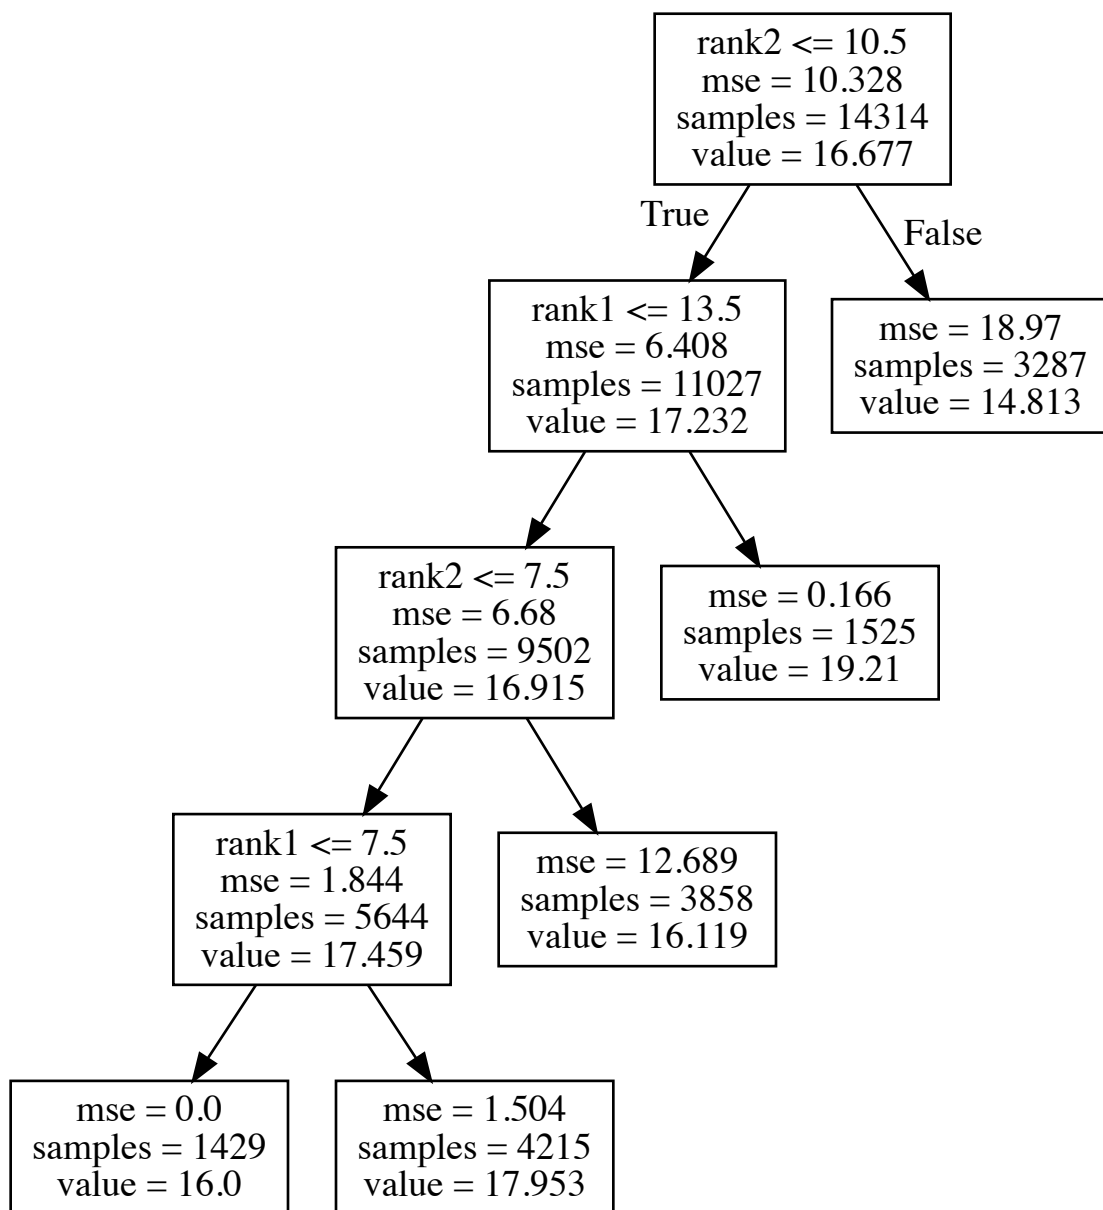 rank2 <= 10.5
mse = 10.328
samples = 14314
value = 16.677
True
False
rank1 <= 13.5
mse = 6.408
samples = 11027
value = 17.232
mse = 18.97
samples = 3287
value = 14.813
rank2 <= 7.5
mse = 6.68
samples = 9502
value = 16.915
mse = 0.166
samples = 1525
value = 19.21
rank1 <= 7.5
mse = 1.844
samples = 5644
value = 17.459
mse = 12.689
samples = 3858
value = 16.119
mse = 0.0
samples = 1429
value = 16.0
mse = 1.504
samples = 4215
value = 17.953